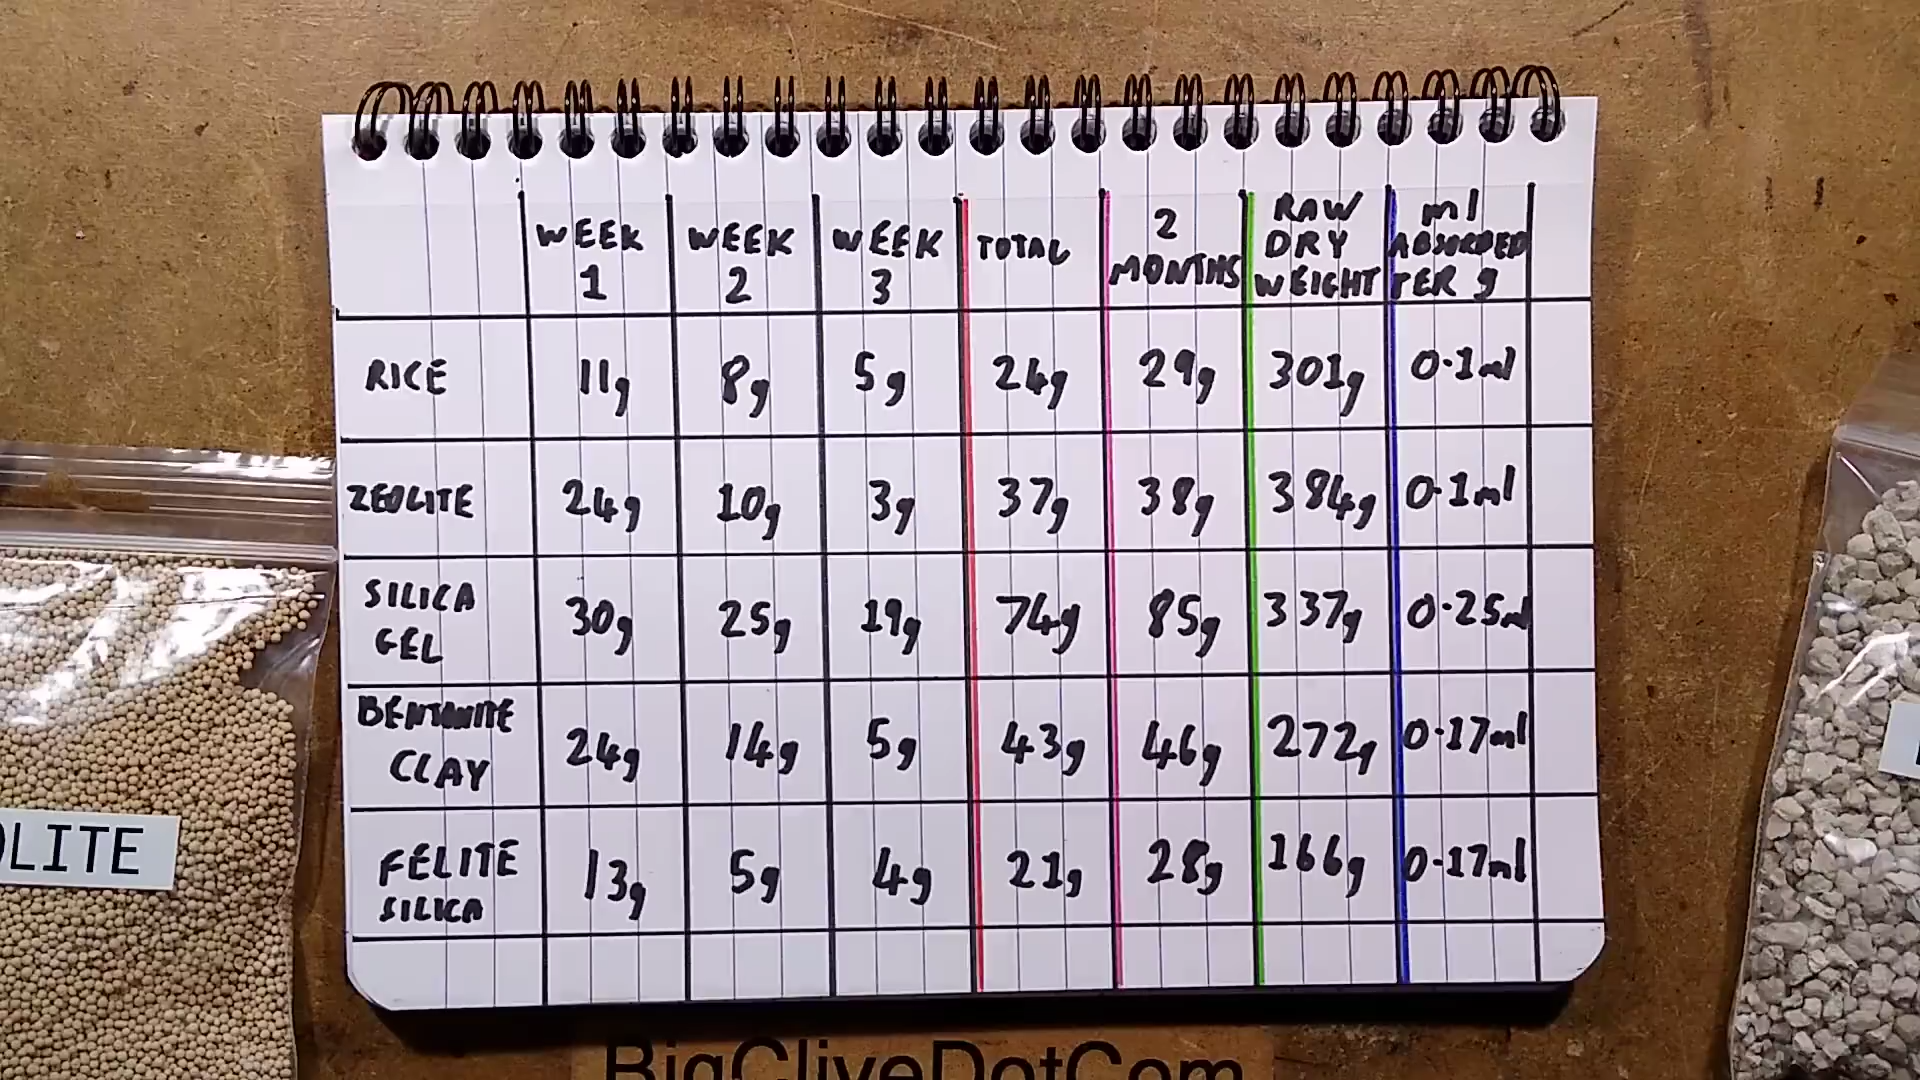 WEEK 1 WEEK 2 WEEK 3 TOTAL 2 MONTHS RAW DRY WEIGHT ml ABSORBED PER g
RICE 11g 8g 5g 24g 29g 301g 0.1ml
ZEOLITE 24g 10g 3g 37g 38g 384g 0.1ml
SILICA GEL 30g 25g 19g 74g 85g 337g 0.25ml
BENTONITE CLAY 24g 14g 5g 43g 46g 272g 0.17ml
FELITE SILICA 13g 5g 4g 21g 28g 166g 0.17ml
OLITE
BigCliveDotCom